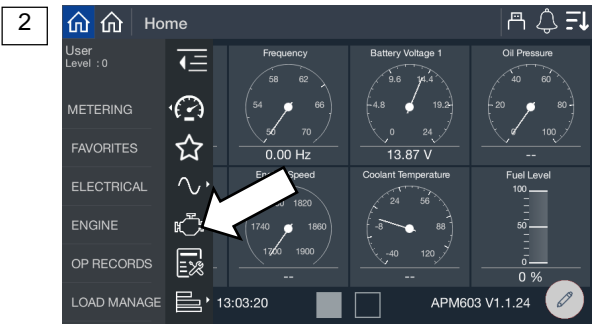 2
Home
User
Level : 0
METERING
FAVORITES
ELECTRICAL
ENGINE
OP RECORDS
LOAD MANAGE
Frequency
58 62
54 66
50 70
0.00 Hz
Battery Voltage 1
9.6 14.4
-4.8 19.2
0 24
13.87 V
Oil Pressure
40 60
20 80
0 100
--
Speed
1820
1740 1860
1700 1900
--
Coolant Temperature
24 56
-8 88
-40 120
--
Fuel Level
100
50
0
0 %
13:03:20
APM603 V1.1.24